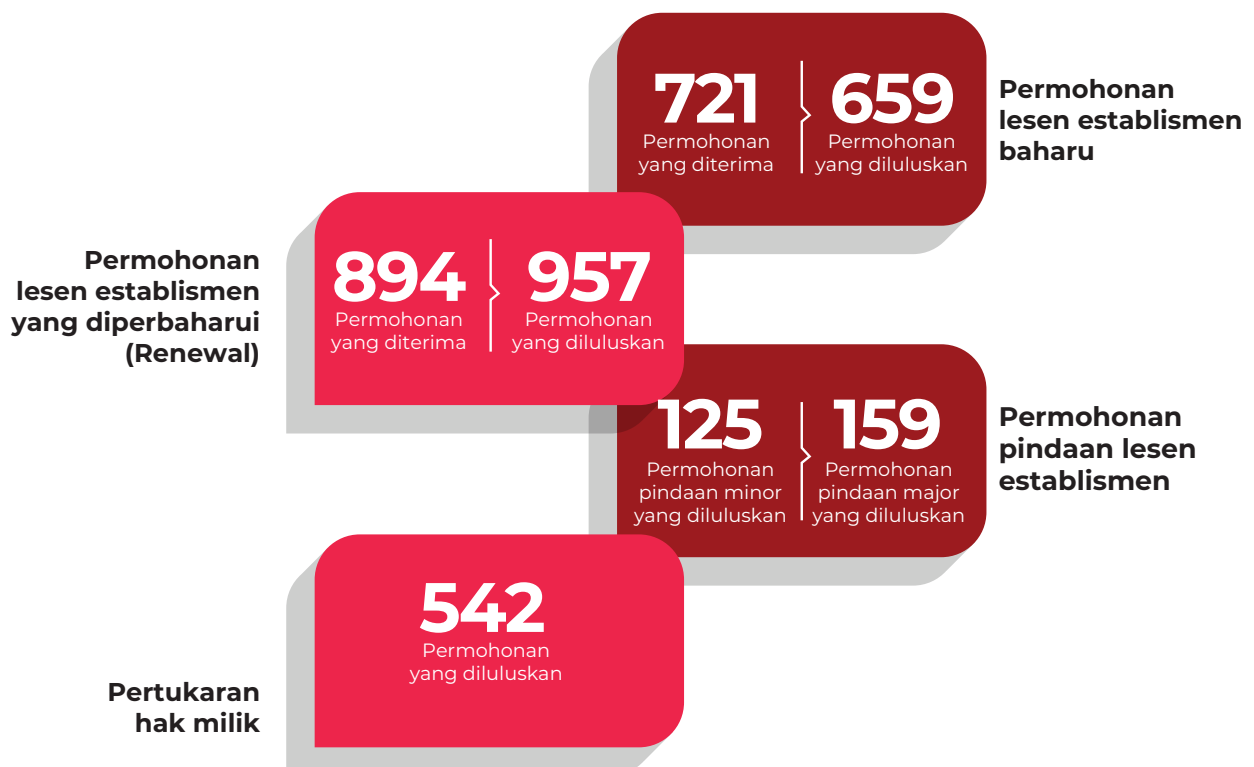 721
Permohonan
yang diterima
659
Permohonan
yang diluluskan
Permohonan
lesen establismen
baharu
Permohonan
lesen establismen
yang diperbaharui
(Renewal)
894
Permohonan
yang diterima
957
Permohonan
yang diluluskan
125
Permohonan
pindaan minor
yang diluluskan
159
Permohonan
pindaan major
yang diluluskan
Permohonan
pindaan lesen
establismen
542
Permohonan
yang diluluskan
Pertukaran
hak milik